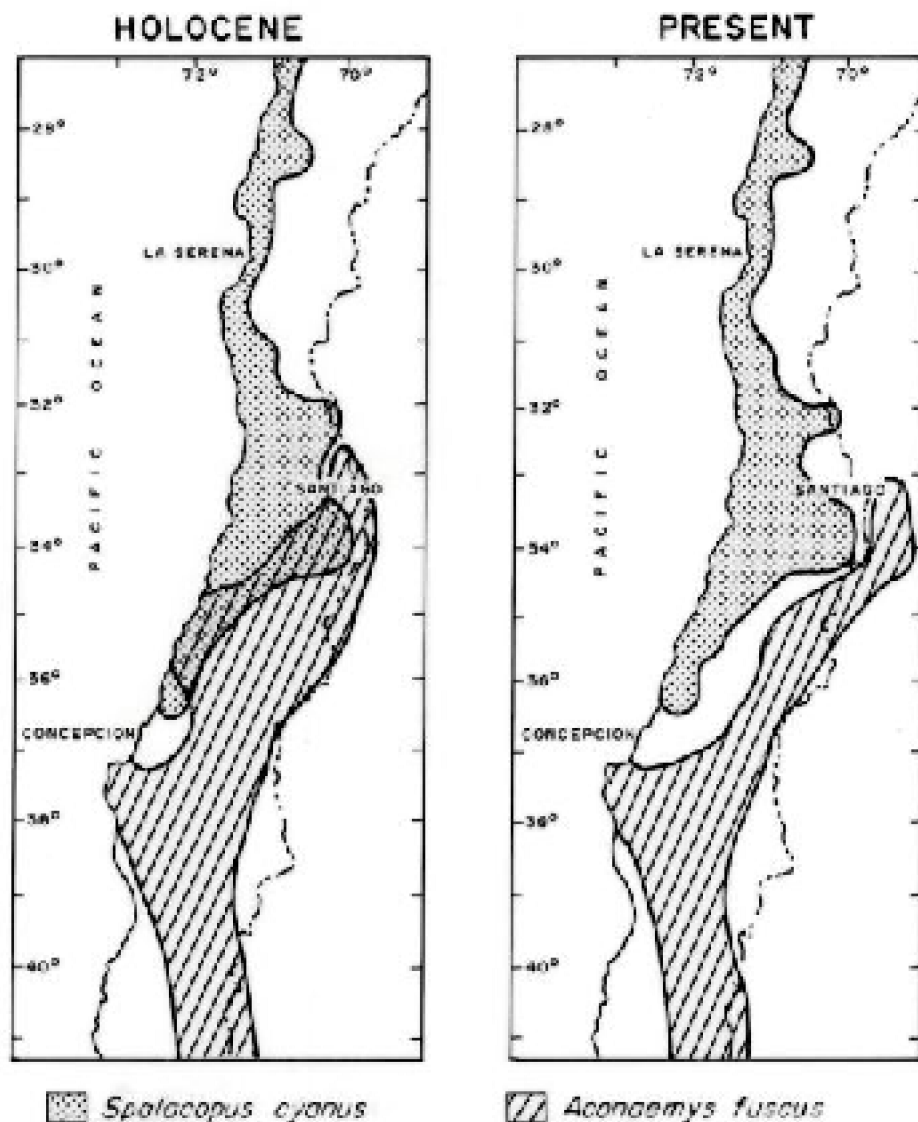 HOLOCENE
72° 70°
28°
LA SERENA
30°
PACIFIC OCEAN
32°
SANTIAGO
34°
36°
CONCEPCION
38°
40°
PRESENT
72° 70°
28°
LA SERENA
30°
PACIFIC OCEAN
32°
SANTIAGO
34°
36°
CONCEPCION
38°
40°
Spalacopus cyanus
Aconaemys fuscus